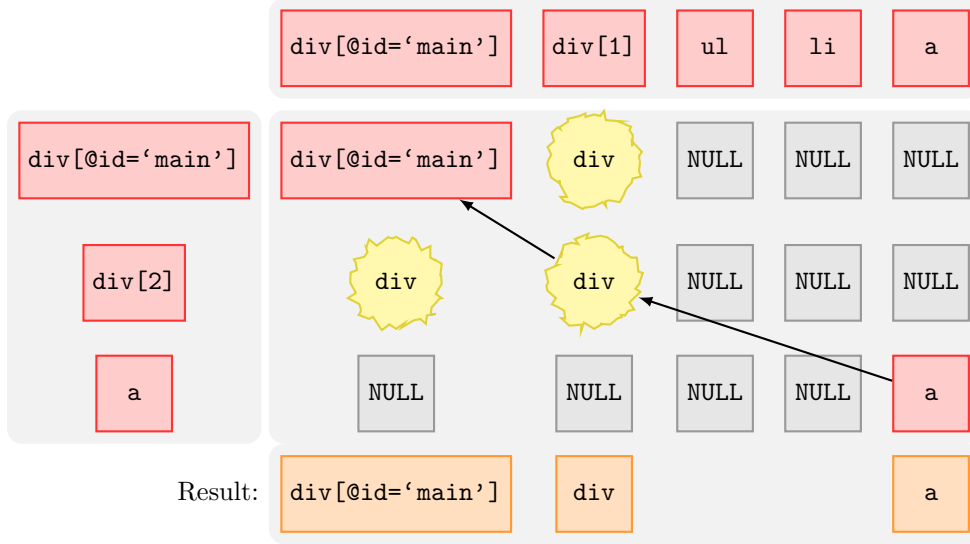 div[@id=‘main’] div[1] ul li a
div[@id=‘main’] div[@id=‘main’] div NULL NULL NULL
div[2] div div NULL NULL NULL
a NULL NULL NULL NULL a
Result: div[@id=‘main’] div a